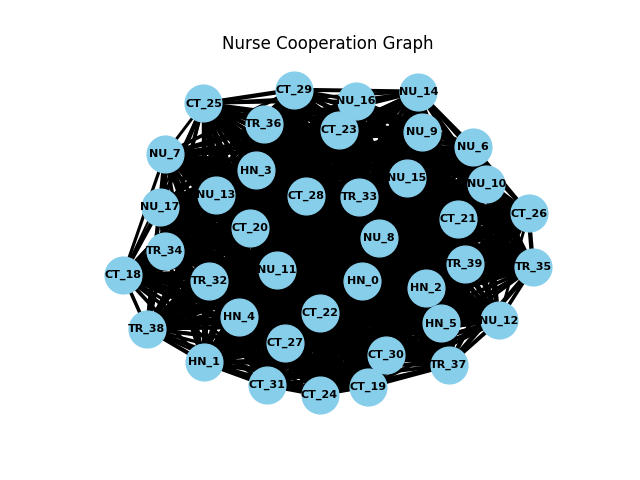 Nurse Cooperation Graph
CT_29
NU_14
CT_25
NU_16
TR_36
CT_23
NU_9
NU_6
NU_7
HN_3
NU_15
NU_10
NU_13
CT_28
TR_33
NU_17
CT_26
CT_21
CT_20
NU_8
TR_34
TR_39
TR_35
CT_18
NU_11
TR_32
HN_0
HN_2
CT_22
HN_4
NU_12
HN_5
TR_38
CT_27
CT_30
HN_1
TR_37
CT_31
CT_19
CT_24